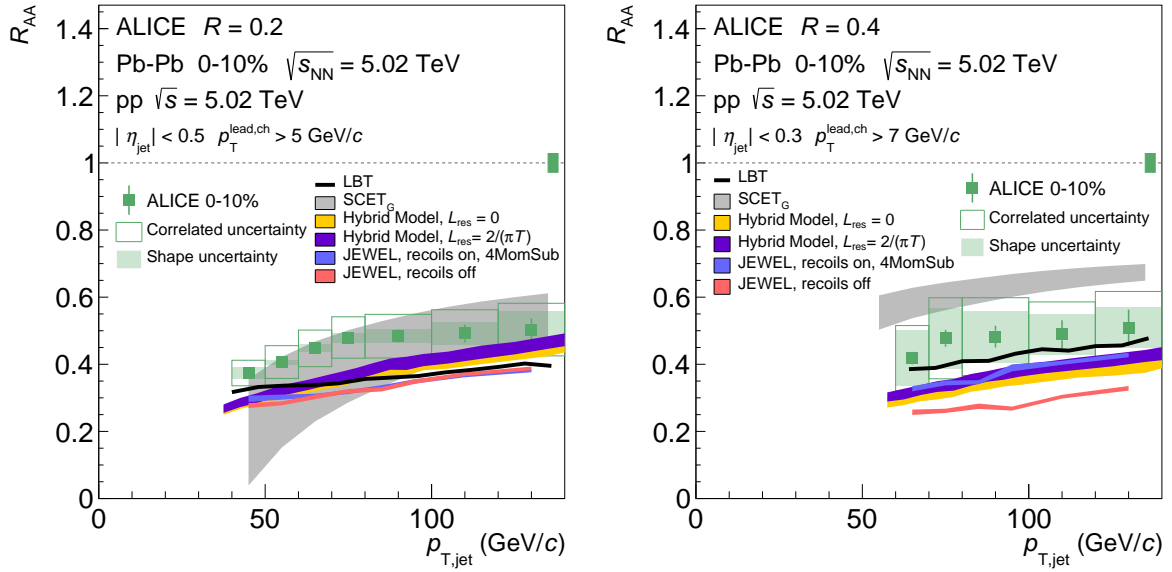 R_AA
1.4
1.2
1
0.8
0.6
0.4
0.2
0
ALICE R = 0.2
Pb-Pb 0-10% √s_NN = 5.02 TeV
pp √s = 5.02 TeV
| η_jet| < 0.5 p_T^lead,ch > 5 GeV/c
ALICE 0-10%
Correlated uncertainty
Shape uncertainty
LBT
SCET_G
Hybrid Model, L_res = 0
Hybrid Model, L_res = 2/(πT)
JEWEL, recoils on, 4MomSub
JEWEL, recoils off
0 50 100
p_T,jet (GeV/c)
R_AA
1.4
1.2
1
0.8
0.6
0.4
0.2
0
ALICE R = 0.4
Pb-Pb 0-10% √s_NN = 5.02 TeV
pp √s = 5.02 TeV
| η_jet| < 0.3 p_T^lead,ch > 7 GeV/c
LBT
SCET_G
Hybrid Model, L_res = 0
Hybrid Model, L_res = 2/(πT)
JEWEL, recoils on, 4MomSub
JEWEL, recoils off
ALICE 0-10%
Correlated uncertainty
Shape uncertainty
0 50 100
p_T,jet (GeV/c)